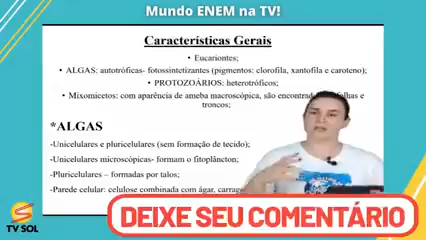 Mundo ENEM na TV!
Características Gerais
• Eucariontes;
• ALGAS: autotróficas- fotossintetizantes (pigmentos: clorofila, xantofila e caroteno);
• PROTOZOÁRIOS: heterotróficos;
• Mixomicetos: com aparência de ameba macroscópica, são encontrad folhas e
troncos;
*ALGAS
-Unicelulares e pluricelulares (sem formação de tecido);
-Unicelulares microscópicas- formam o fitoplâncton;
-Pluricelulares – formadas por talos;
-Parede celular: celulose combinada com ágar, carrag
TV SOL
DEIXE SEU COMENTÁRIO